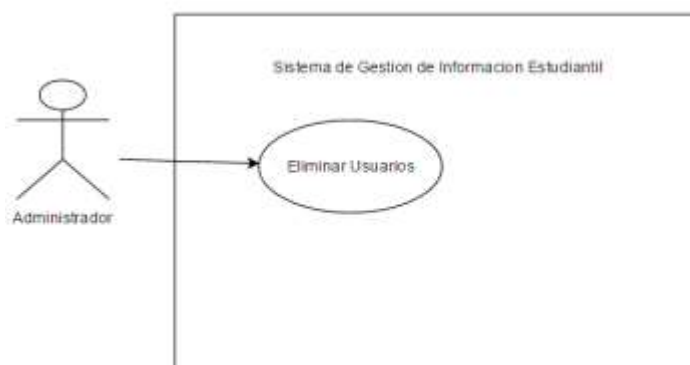 Sistema de Gestion de Informacion Estudiantil
Eliminar Usuarios
Administrador